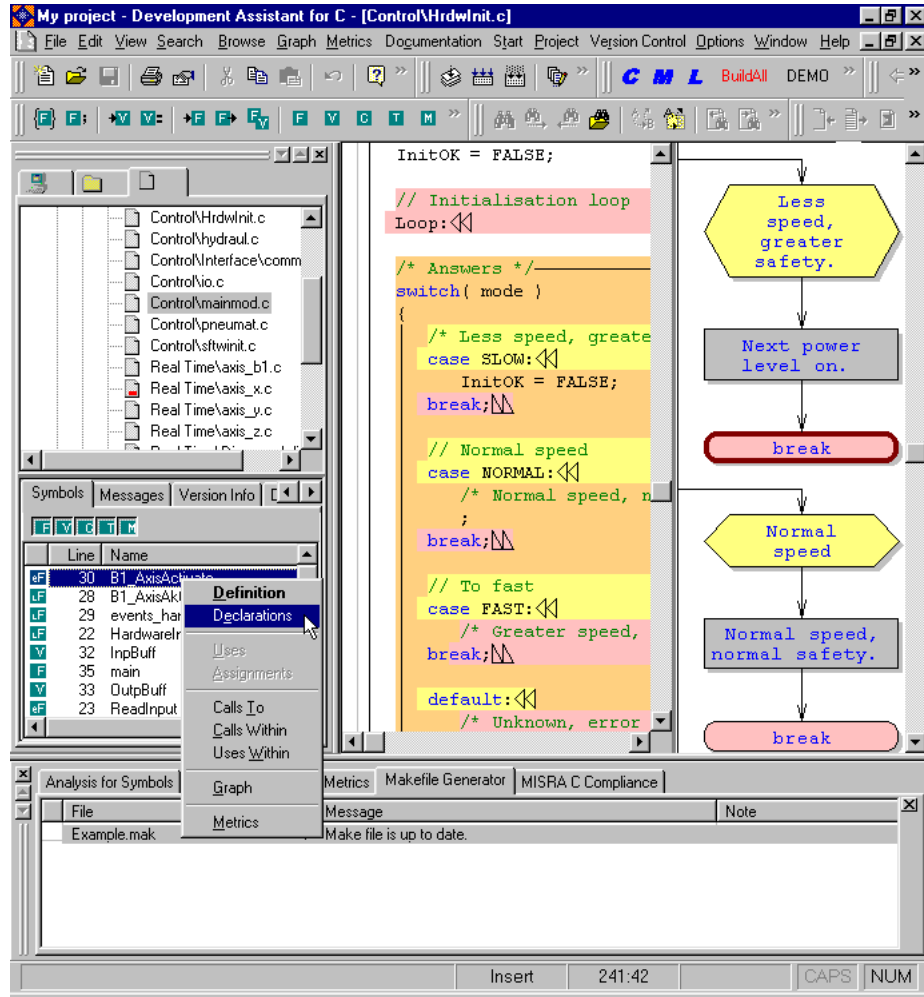 My project - Development Assistant for C - [Control\HrdwInit.c]
File Edit View Search Browse Graph Metrics Documentation Start Project Version Control Options Window Help
C M L BuildAll DEMO
F F; V V= F F F V F V C T M
Control\HrdwInit.c
Control\hydraul.c
Control\Interface\comm
Control\io.c
Control\mainmod.c
Control\pneumat.c
Control\sftwinit.c
Real Time\axis_b1.c
Real Time\axis_x.c
Real Time\axis_y.c
Real Time\axis_z.c
Symbols Messages Version Info
F V C T M
Line Name
eF 30 B1_AxisActivate
LF 28 B1_AxisAk
LF 29 events_har
LF 22 HardwareIn
V 32 InpBuff
F 35 main
V 33 OutpBuff
eF 23 ReadInput
Definition
Declarations
Uses
Assignments
Calls To
Calls Within
Uses Within
Graph
Metrics
InitOK = FALSE;
// Initialisation loop
Loop:
/* Answers */
switch( mode )
{
/* Less speed, greate
case SLOW:
InitOK = FALSE;
break;
// Normal speed
case NORMAL:
/* Normal speed, n
;
break;
// To fast
case FAST:
/* Greater speed,
break;
default:
/* Unknown, error
Less
speed,
greater
safety.
Next power
level on.
break
Normal
speed
Normal speed,
normal safety.
break
Analysis for Symbols Metrics Makefile Generator MISRA C Compliance
File Message Note
Example.mak Make file is up to date.
Insert 241:42 CAPS NUM